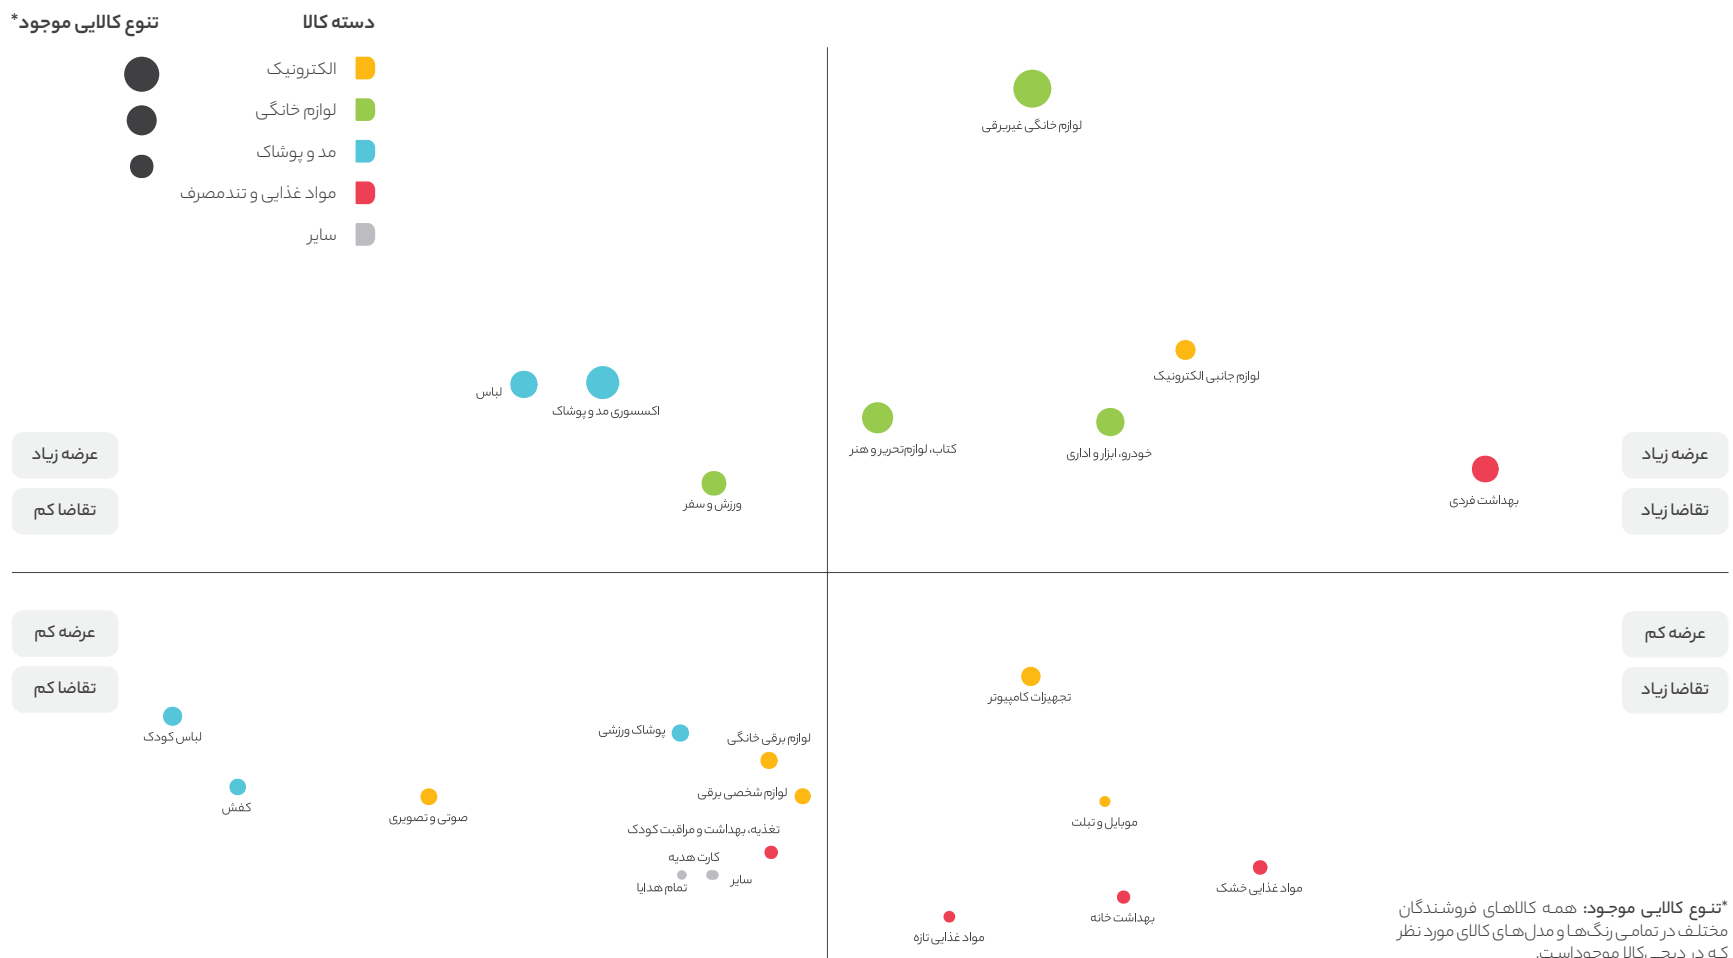 دسته کالا
تنوع کالایی موجود*
الکترونیک
لوازم خانگی
مد و پوشاک
مواد غذایی و تندمصرف
سایر
لوازم خانگی غیربرقی
لوازم جانبی الکترونیک
لباس
اکسسوری مد و پوشاک
کتاب، لوازم‌تحریر و هنر
خودرو، ابزار و اداری
بهداشت فردی
ورزش و سفر
عرضه زیاد
تقاضا زیاد
عرضه زیاد
تقاضا کم
عرضه کم
تقاضا زیاد
عرضه کم
تقاضا کم
تجهیزات کامپیوتر
موبایل و تبلت
مواد غذایی خشک
بهداشت خانه
مواد غذایی تازه
پوشاک ورزشی
لوازم برقی خانگی
لباس کودک
لوازم شخصی برقی
کفش
صوتی و تصویری
تغذیه، بهداشت و مراقبت کودک
کارت هدیه
سایر
تمام هدایا
*تنوع کالایی موجود: همه کالاهای فروشندگان
مختلف در تمامی رنگ‌ها و مدل‌های کالای مورد نظر
که در دیجی‌کالا موجوداست.